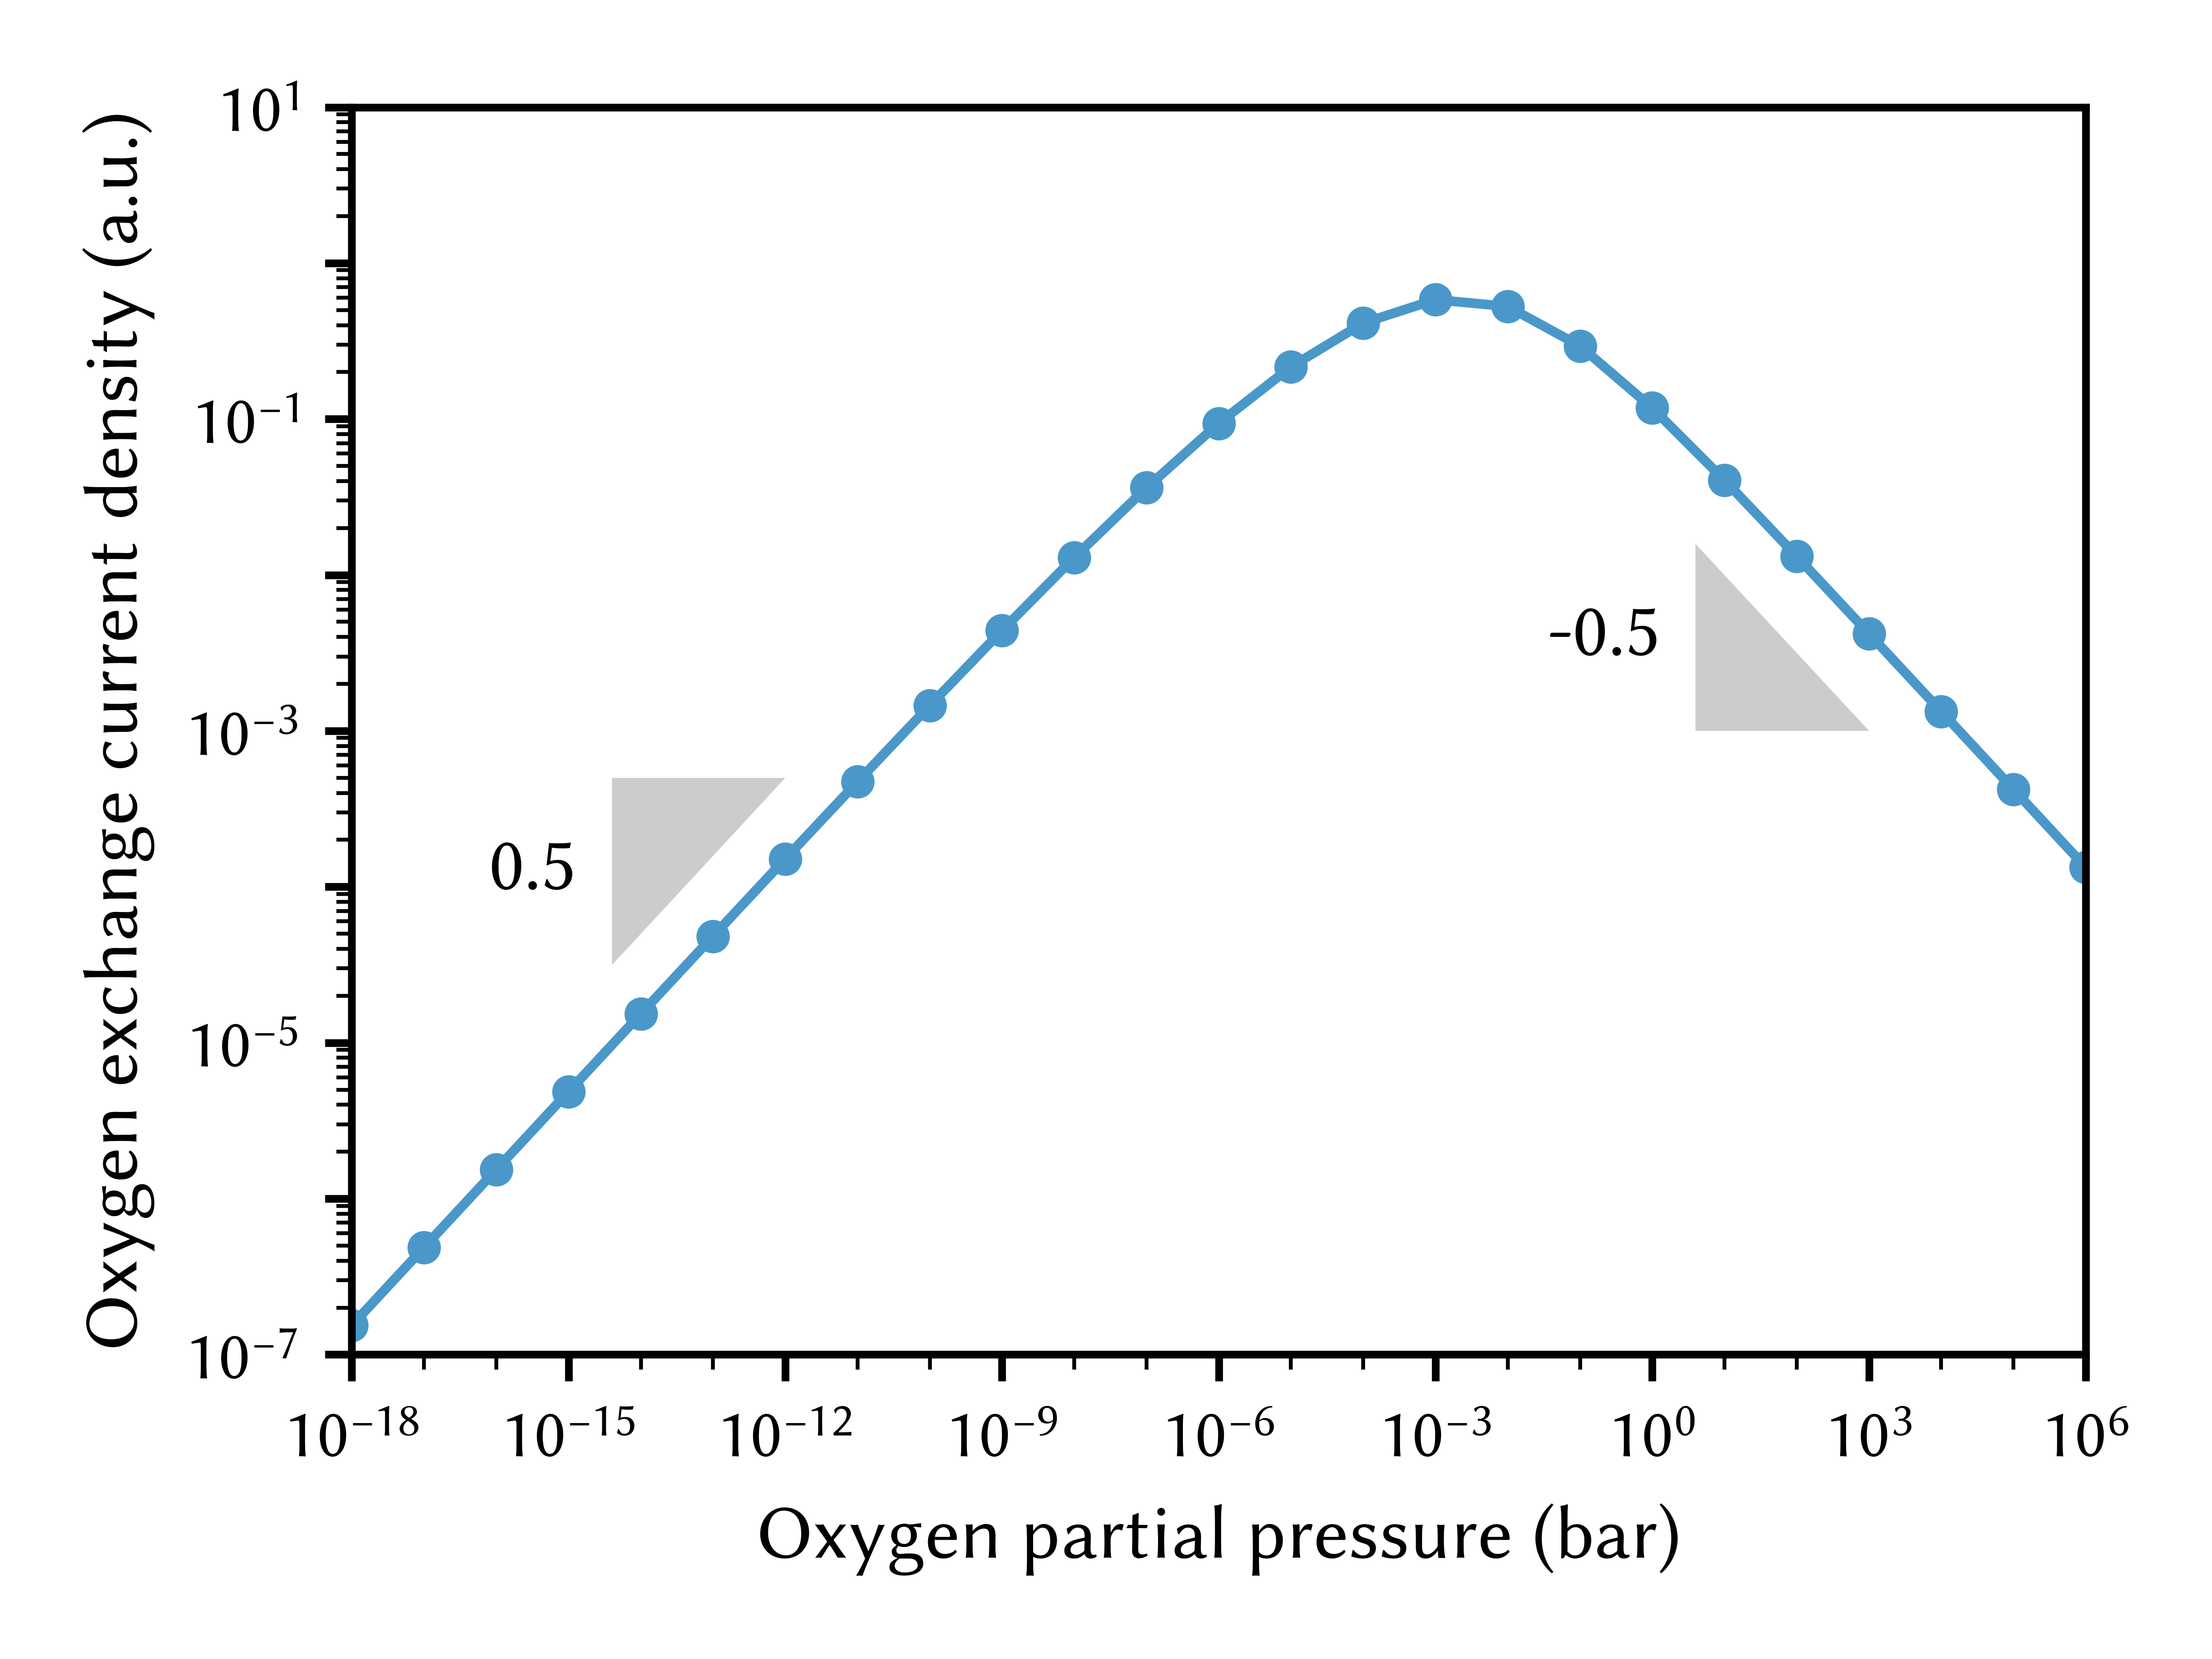 Oxygen exchange current density (a.u.)
10¹
10⁻¹
10⁻³
10⁻⁵
10⁻⁷
-0.5
0.5
10⁻¹⁸ 10⁻¹⁵ 10⁻¹² 10⁻⁹ 10⁻⁶ 10⁻³ 10⁰ 10³ 10⁶
Oxygen partial pressure (bar)